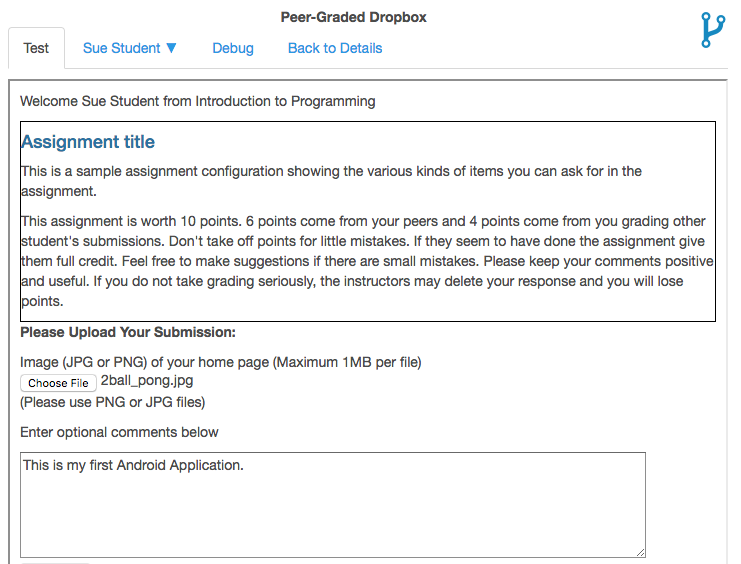 Peer-Graded Dropbox
Test Sue Student ▼ Debug Back to Details
Welcome Sue Student from Introduction to Programming
Assignment title
This is a sample assignment configuration showing the various kinds of items you can ask for in the
assignment.
This assignment is worth 10 points. 6 points come from your peers and 4 points come from you grading other
student's submissions. Don't take off points for little mistakes. If they seem to have done the assignment give
them full credit. Feel free to make suggestions if there are small mistakes. Please keep your comments positive
and useful. If you do not take grading seriously, the instructors may delete your response and you will lose
points.
Please Upload Your Submission:
Image (JPG or PNG) of your home page (Maximum 1MB per file)
Choose File 2ball_pong.jpg
(Please use PNG or JPG files)
Enter optional comments below
This is my first Android Application.